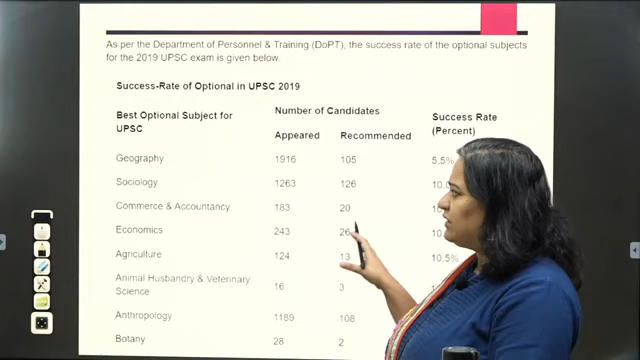 As per the Department of Personnel & Training (DoPT), the success rate of the optional subjects
for the 2019 UPSC exam is given below.
Success-Rate of Optional in UPSC 2019
Best Optional Subject for
UPSC
Number of Candidates
Appeared Recommended
Success Rate
(Percent)
Geography 1916 105 5.5%
Sociology 1263 126 10.0
Commerce & Accountancy 183 20
Economics 243 26
Agriculture 124 13 10.5%
Animal Husbandry & Veterinary
Science 16 3
Anthropology 1189 108
Botany 28 2